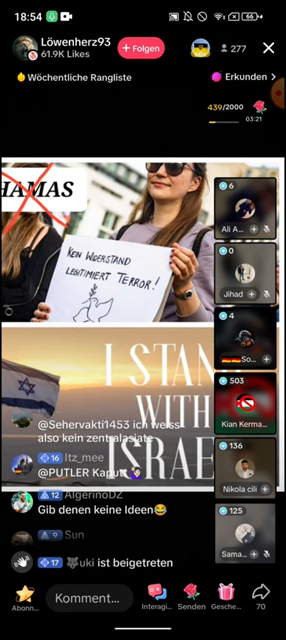 18:54
66
Löwenherz93
61.9K Likes
+ Folgen
277
Wöchentliche Rangliste
Erkunden >
439/2000
03:21
HAMAS
KEIN WIDERSTAND
LEGITIMIERT TERROR!
I STAN
WITH
ISRAE
6
Ali A...
0
Jihad
4
So...
503
Kian Kerma...
136
Nikola cili
125
Sama...
@Sehervakti1453 ich weiss
also kein zentralasiate
16 Itz_mee
@PUTLER Kaputt
12 AlgerinoDZ
Gib denen keine Ideen😂
9 Sun
17 🐺uki ist beigetreten
Abonn...
Komment...
Interagi...
Senden
Gesche...
70